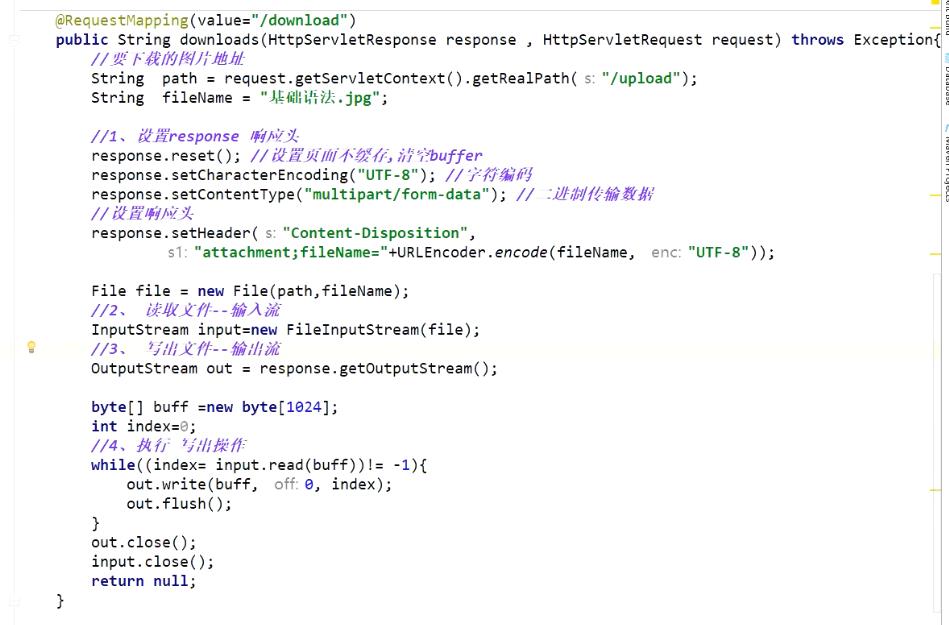 @RequestMapping(value="/download")
public String downloads(HttpServletResponse response , HttpServletRequest request) throws Exception{
//要下载的图片地址
String  path = request.getServletContext().getRealPath( s: "/upload");
String  fileName = "基础语法.jpg";
//1、设置response 响应头
response.reset(); //设置页面不缓存,清空buffer
response.setCharacterEncoding("UTF-8"); //字符编码
response.setContentType("multipart/form-data"); //二进制传输数据
//设置响应头
response.setHeader( s: "Content-Disposition",
s1: "attachment;fileName="+URLEncoder.encode(fileName,  enc: "UTF-8"));
File file = new File(path,fileName);
//2、 读取文件--输入流
InputStream input=new FileInputStream(file);
//3、 写出文件--输出流
OutputStream out = response.getOutputStream();
byte[] buff =new byte[1024];
int index=0;
//4、执行 写出操作
while((index= input.read(buff))!= -1){
out.write(buff,  off: 0, index);
out.flush();
}
out.close();
input.close();
return null;
}